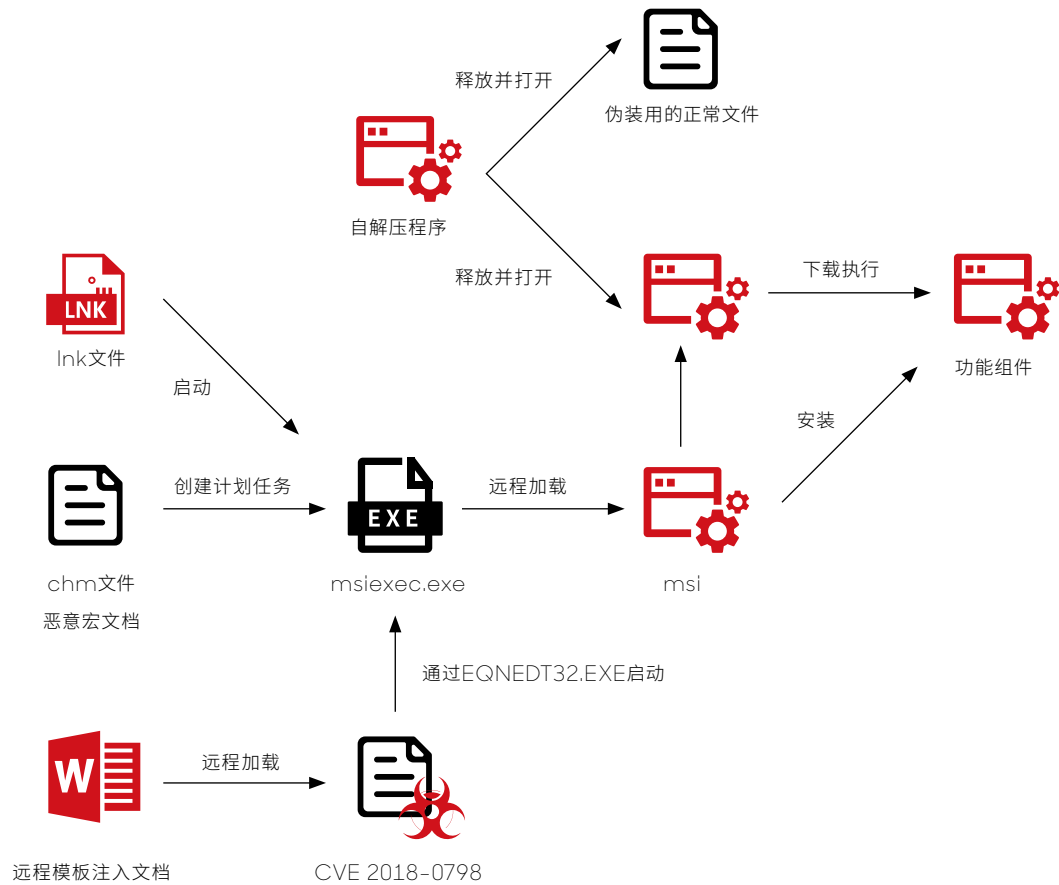 释放并打开
伪装用的正常文件
自解压程序
释放并打开
下载执行
功能组件
LNK
lnk文件
启动
安装
创建计划任务
EXE
远程加载
chm文件
恶意宏文档
msiexec.exe
msi
通过EQNEDT32.EXE启动
W
远程加载
远程模板注入文档
CVE 2018-0798